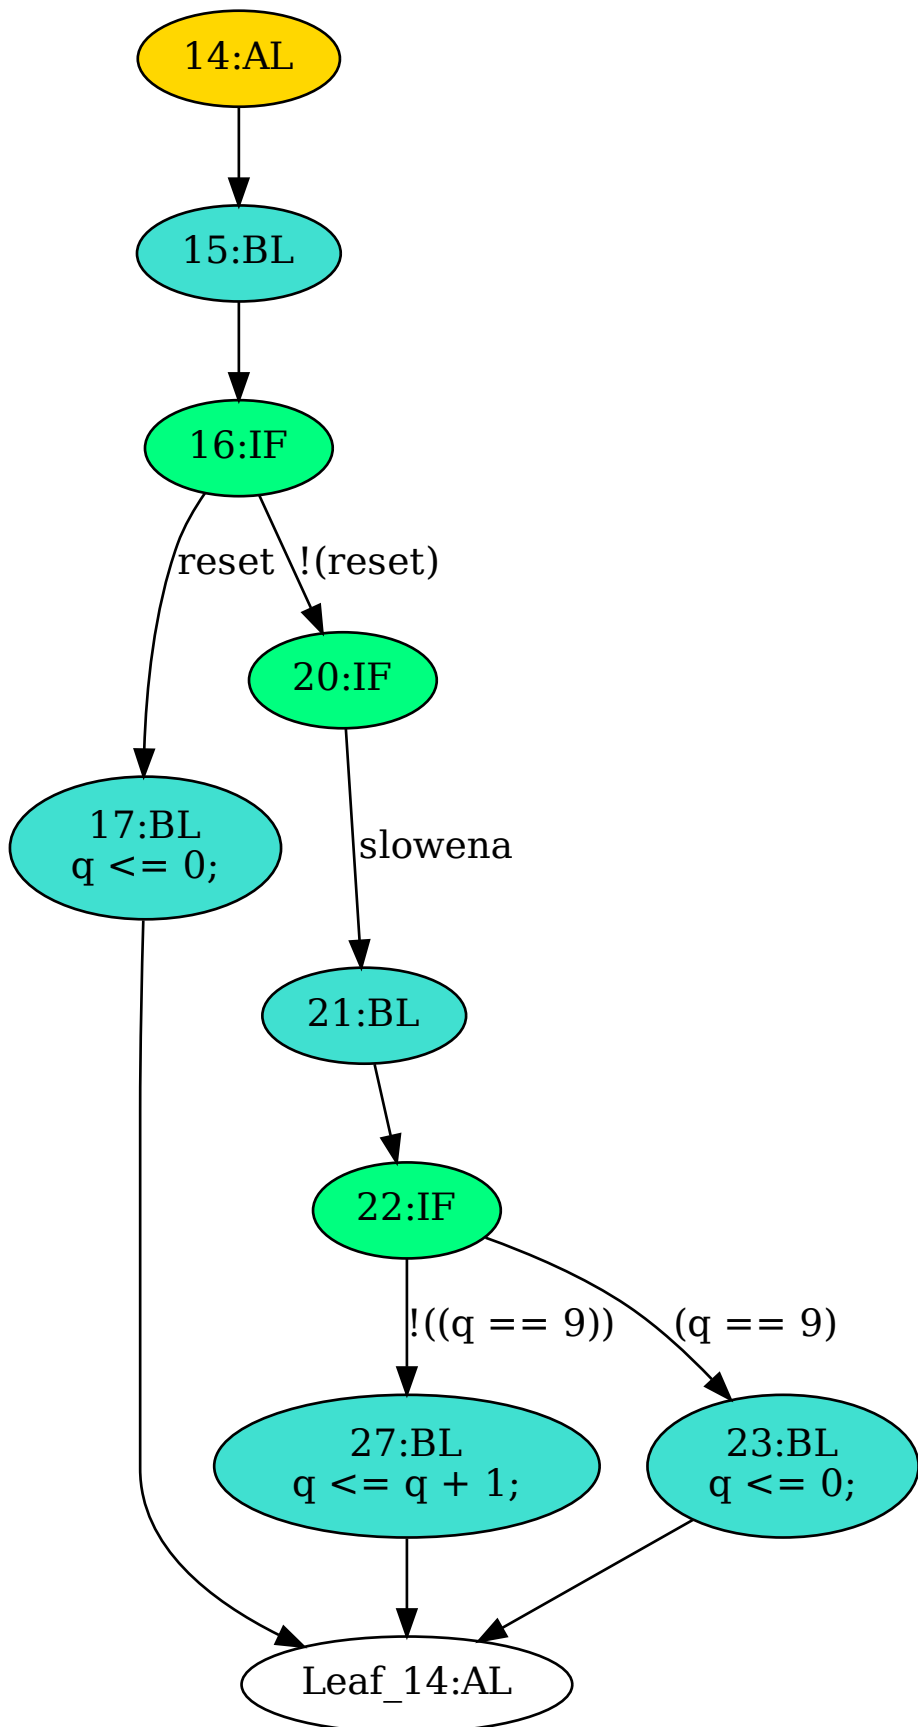 14:AL
15:BL
16:IF
reset
!(reset)
20:IF
17:BL
q <= 0;
slowena
21:BL
22:IF
!((q == 9))
(q == 9)
27:BL
q <= q + 1;
23:BL
q <= 0;
Leaf_14:AL